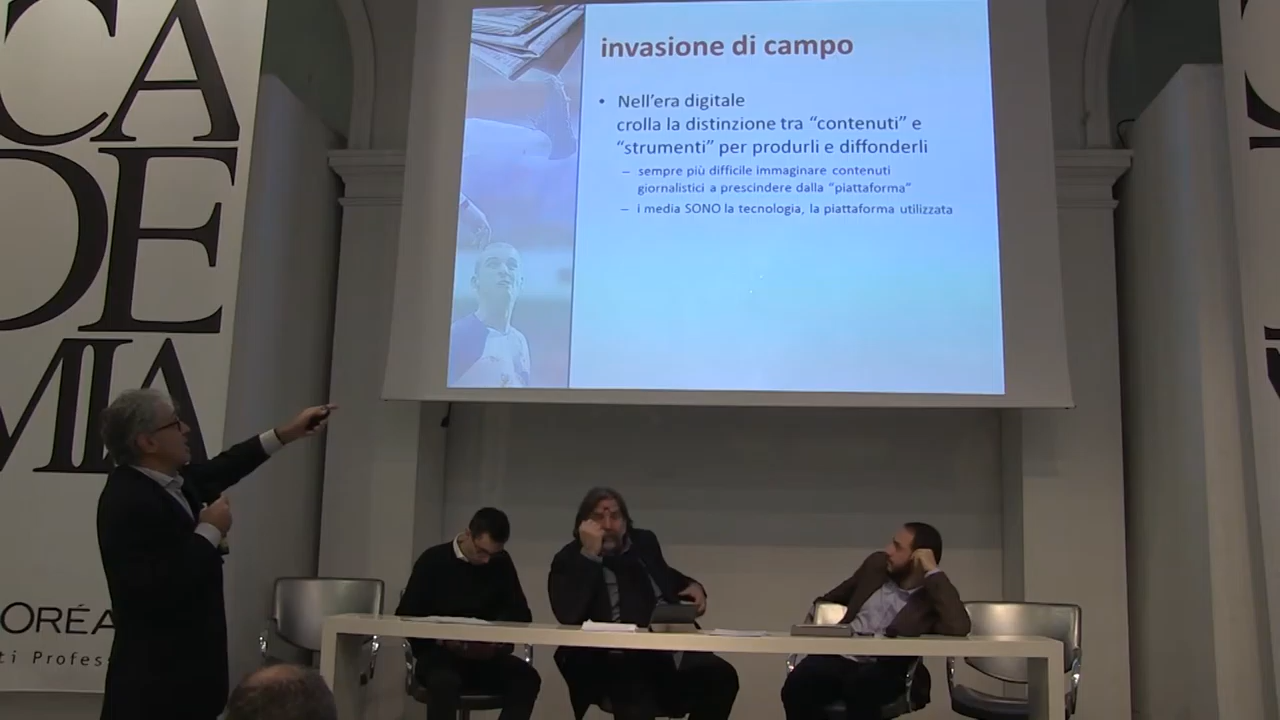 CA
DE
MIA
ORÉA
ti Profes
invasione di campo
• Nell'era digitale
crolla la distinzione tra "contenuti" e
"strumenti" per produrli e diffonderli
– sempre più difficile immaginare contenuti
giornalistici a prescindere dalla "piattaforma"
– i media SONO la tecnologia, la piattaforma utilizzata